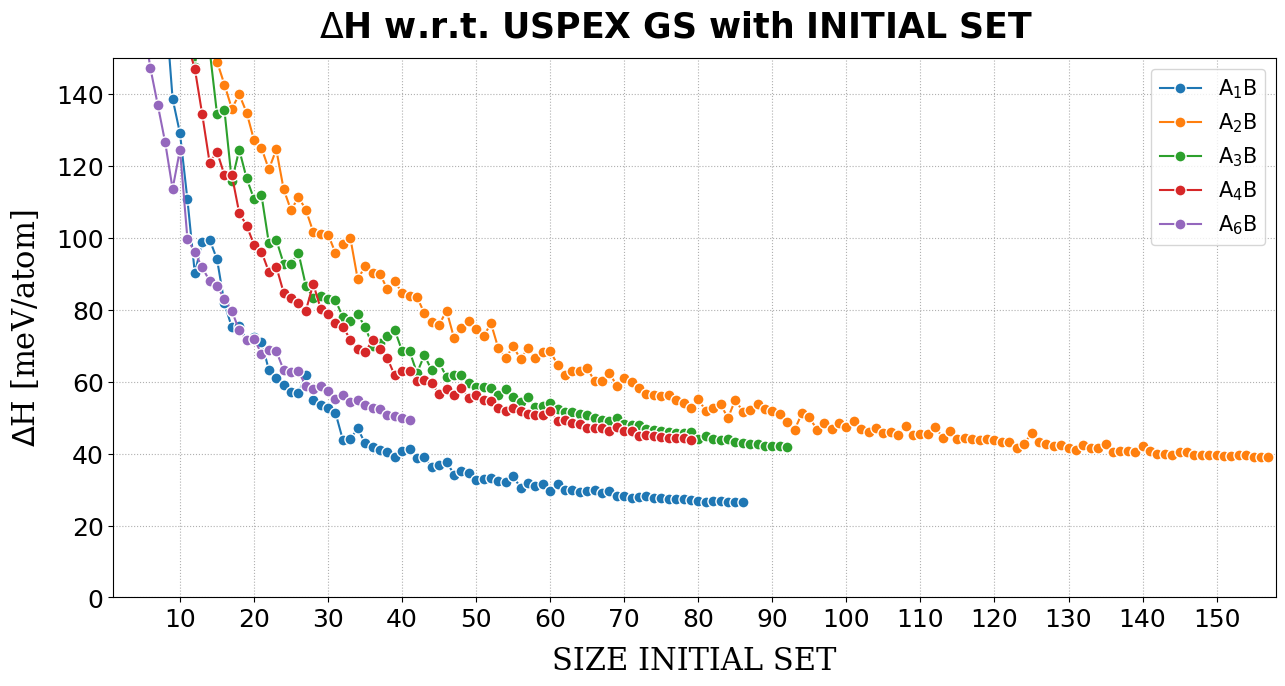 ΔH w.r.t. USPEX GS with INITIAL SET
ΔH [meV/atom]
140
120
100
80
60
40
20
0
10 20 30 40 50 60 70 80 90 100 110 120 130 140 150
SIZE INITIAL SET
A₁B
A₂B
A₃B
A₄B
A₆B